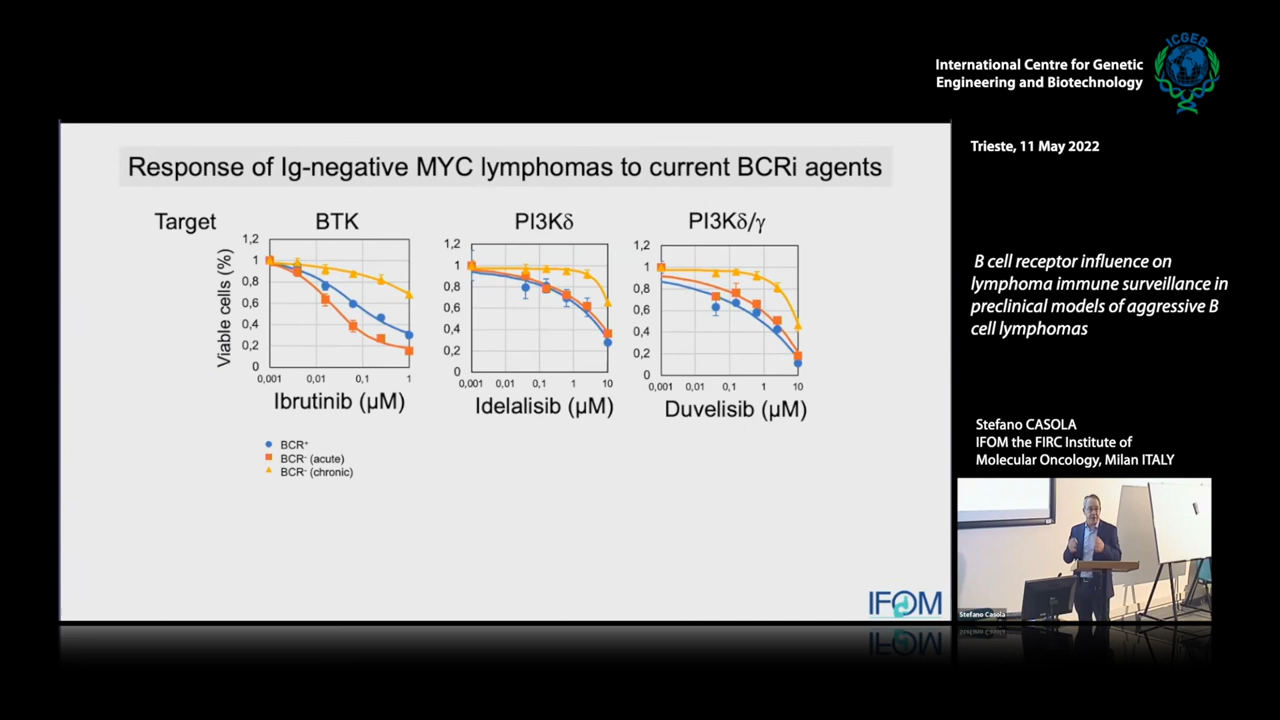 ICGEB
International Centre for Genetic
Engineering and Biotechnology
Trieste, 11 May 2022
Response of Ig-negative MYC lymphomas to current BCRi agents
Target
BTK
PI3Kδ
PI3Kδ/γ
Viable cells (%)
1,2
1
0,8
0,6
0,4
0,2
0
0,001
0,01
0,1
1
Ibrutinib (µM)
1,2
1
0,8
0,6
0,4
0,2
0
0,001
0,01
0,1
1
10
Idelalisib (µM)
1,2
1
0,8
0,6
0,4
0,2
0
0,001
0,01
0,1
1
10
Duvelisib (µM)
BCR⁺
BCR⁻ (acute)
BCR⁻ (chronic)
IFOM
B cell receptor influence on
lymphoma immune surveillance in
preclinical models of aggressive B
cell lymphomas
Stefano CASOLA
IFOM the FIRC Institute of
Molecular Oncology, Milan ITALY
Stefano Casola